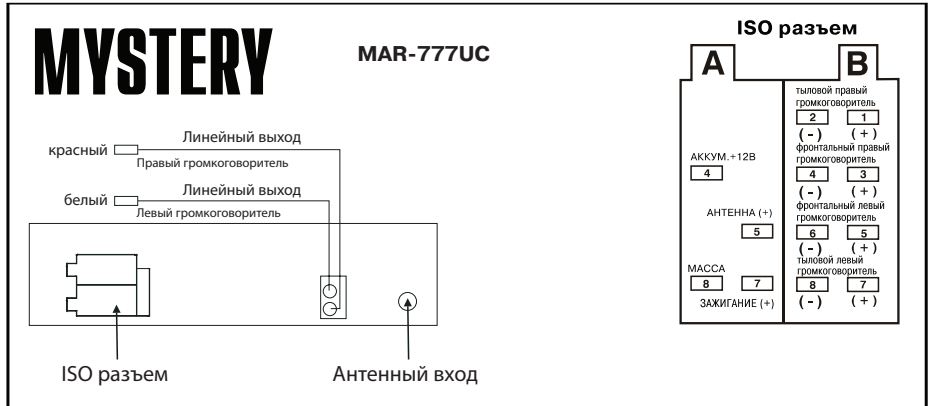 MYSTERY
MAR-777UC
красный
Линейный выход
Правый громкоговоритель
белый
Линейный выход
Левый громкоговоритель
ISO разъем
Антенный вход
ISO разъем
A
B
АККУМ.+12В
4
АНТЕННА (+)
5
МАССА
8 7
ЗАЖИГАНИЕ (+)
тыловой правый
громкоговоритель
2 1
(-) (+)
фронтальный правый
громкоговоритель
4 3
(-) (+)
фронтальный левый
громкоговоритель
6 5
(-) (+)
тыловой левый
громкоговоритель
8 7
(-) (+)